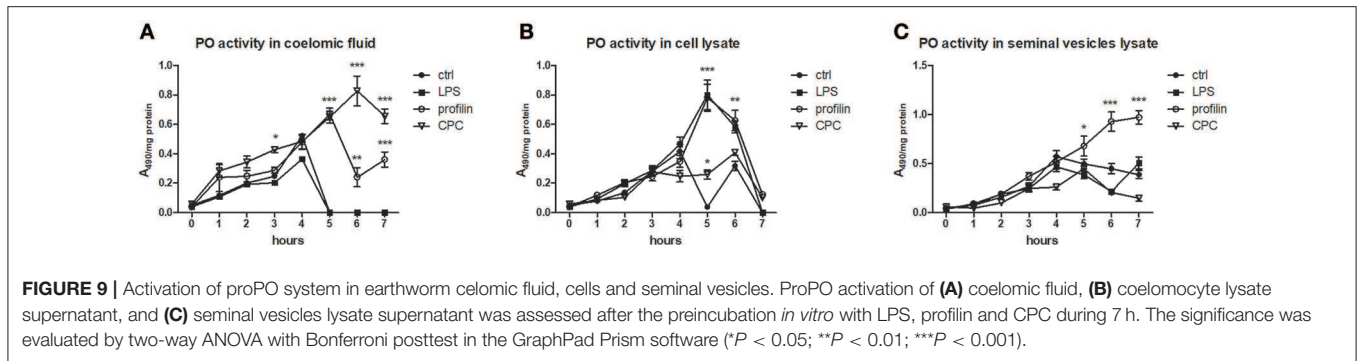 A
PO activity in coelomic fluid
A490/mg protein
1.0
0.8
0.6
0.4
0.2
0.0
0 1 2 3 4 5 6 7
hours
*
***
***
**
***
***
ctrl
LPS
profilin
CPC
B
PO activity in cell lysate
A490/mg protein
1.0
0.8
0.6
0.4
0.2
0.0
0 1 2 3 4 5 6 7
hours
***
*
**
ctrl
LPS
profilin
CPC
C
PO activity in seminal vesicles lysate
A490/mg protein
1.5
1.0
0.5
0.0
0 1 2 3 4 5 6 7
hours
*
***
***
ctrl
LPS
profilin
CPC
FIGURE 9 | Activation of proPO system in earthworm celomic fluid, cells and seminal vesicles. ProPO activation of (A) coelomic fluid, (B) coelomocyte lysate
supernatant, and (C) seminal vesicles lysate supernatant was assessed after the preincubation in vitro with LPS, profilin and CPC during 7 h. The significance was
evaluated by two-way ANOVA with Bonferroni posttest in the GraphPad Prism software (*P < 0.05; **P < 0.01; ***P < 0.001).